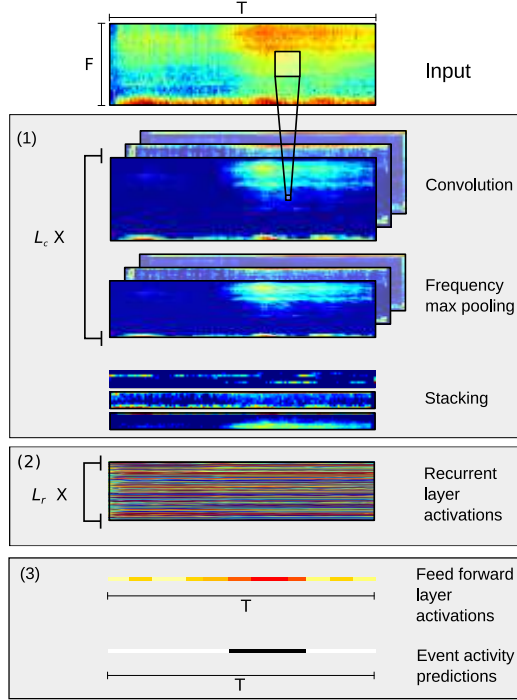 T
F
Input
(1)
Convolution
L_c X
Frequency
max pooling
Stacking
(2)
L_r X
Recurrent
layer
activations
(3)
Feed forward
layer
activations
T
Event activity
predictions
T